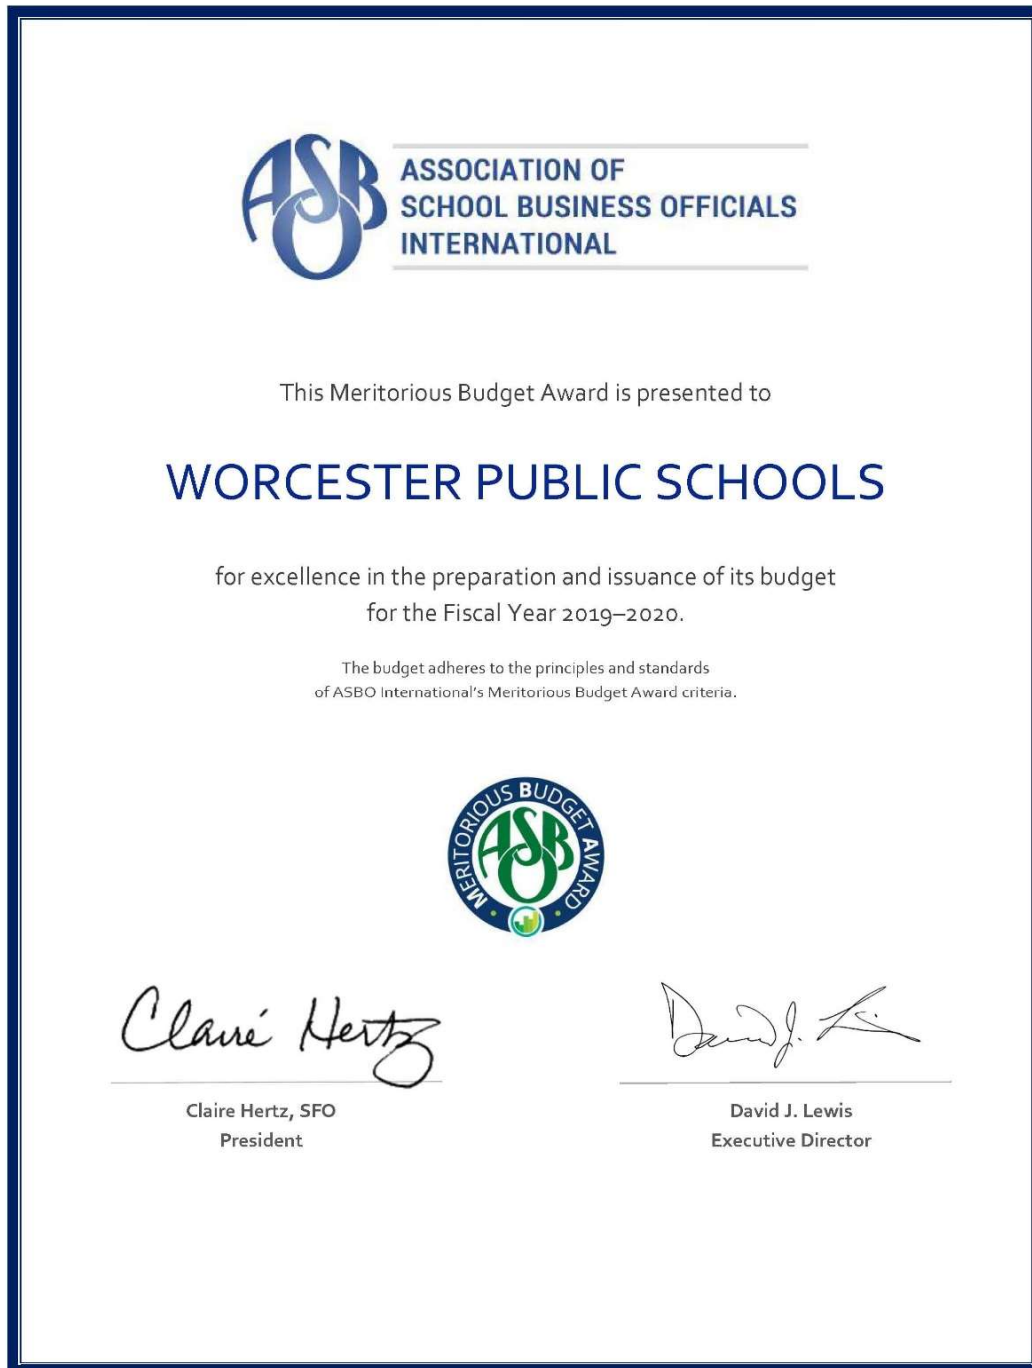 ASBO
ASSOCIATION OF
SCHOOL BUSINESS OFFICIALS
INTERNATIONAL
This Meritorious Budget Award is presented to
WORCESTER PUBLIC SCHOOLS
for excellence in the preparation and issuance of its budget
for the Fiscal Year 2019–2020.
The budget adheres to the principles and standards
of ASBO International's Meritorious Budget Award criteria.
MERITORIOUS BUDGET AWARD
ASBO
Claire Hertz
David J. Lewis
Claire Hertz, SFO
David J. Lewis
President
Executive Director